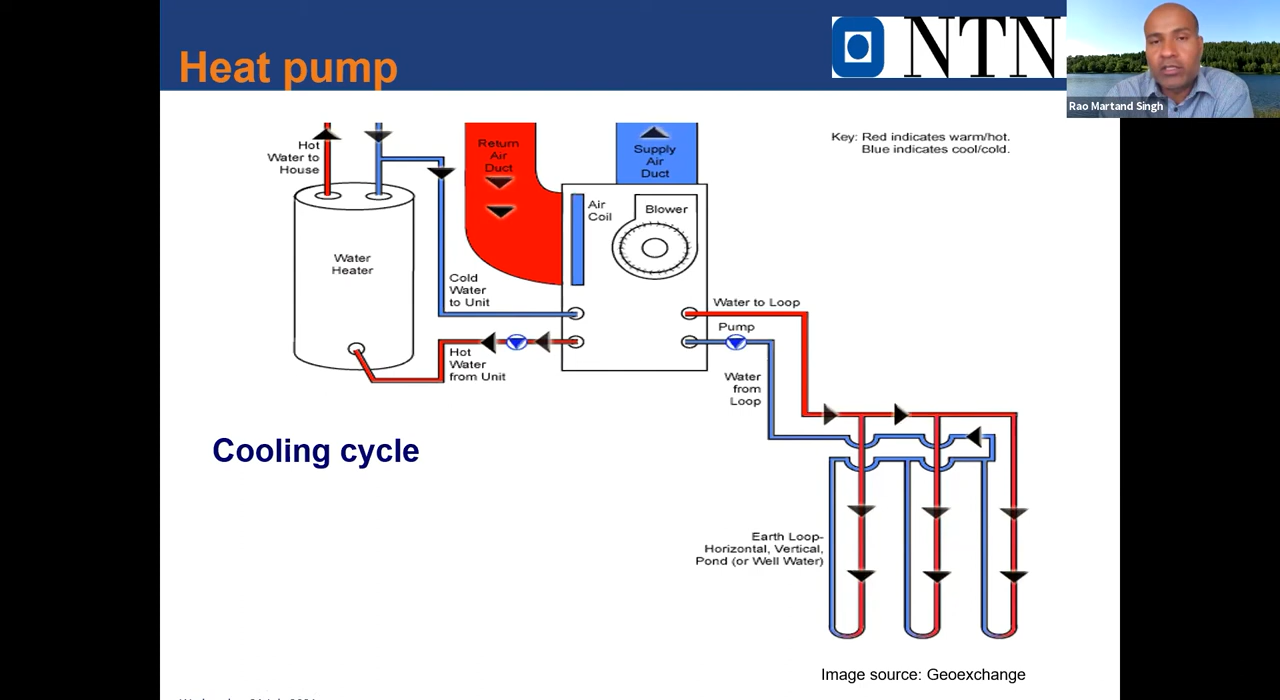 Heat pump
NTN
Rao Martand Singh
Key: Red indicates warm/hot.
Blue indicates cool/cold.
Hot
Water to
House
Return
Air
Duct
Supply
Air
Duct
Air
Coil
Blower
Water
Heater
Cold
Water
to Unit
Water to Loop
Pump
Hot
Water
from Unit
Water
from
Loop
Cooling cycle
Earth Loop-
Horizontal, Vertical,
Pond (or Well Water)
Image source: Geoexchange